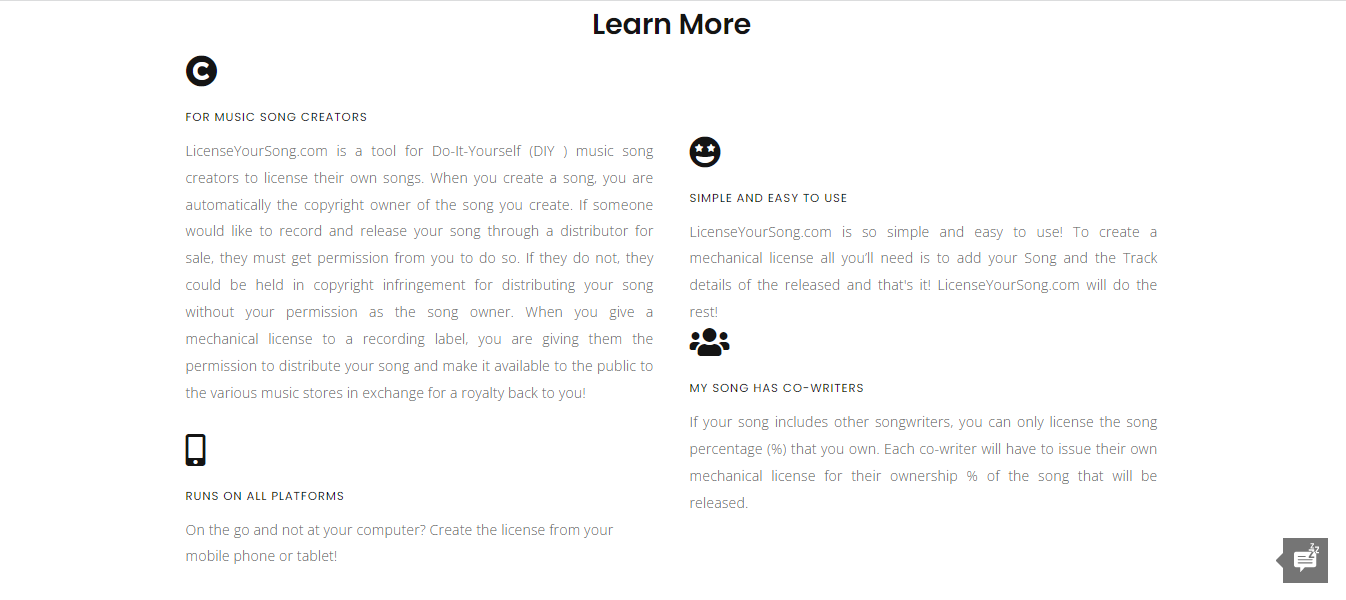 Learn More
FOR MUSIC SONG CREATORS
LicenseYourSong.com is a tool for Do-It-Yourself (DIY ) music song
creators to license their own songs. When you create a song, you are
automatically the copyright owner of the song you create. If someone
would like to record and release your song through a distributor for
sale, they must get permission from you to do so. If they do not, they
could be held in copyright infringement for distributing your song
without your permission as the song owner. When you give a
mechanical license to a recording label, you are giving them the
permission to distribute your song and make it available to the public to
the various music stores in exchange for a royalty back to you!
RUNS ON ALL PLATFORMS
On the go and not at your computer? Create the license from your
mobile phone or tablet!
SIMPLE AND EASY TO USE
LicenseYourSong.com is so simple and easy to use! To create a
mechanical license all you’ll need is to add your Song and the Track
details of the released and that's it! LicenseYourSong.com will do the
rest!
MY SONG HAS CO-WRITERS
If your song includes other songwriters, you can only license the song
percentage (%) that you own. Each co-writer will have to issue their own
mechanical license for their ownership % of the song that will be
released.